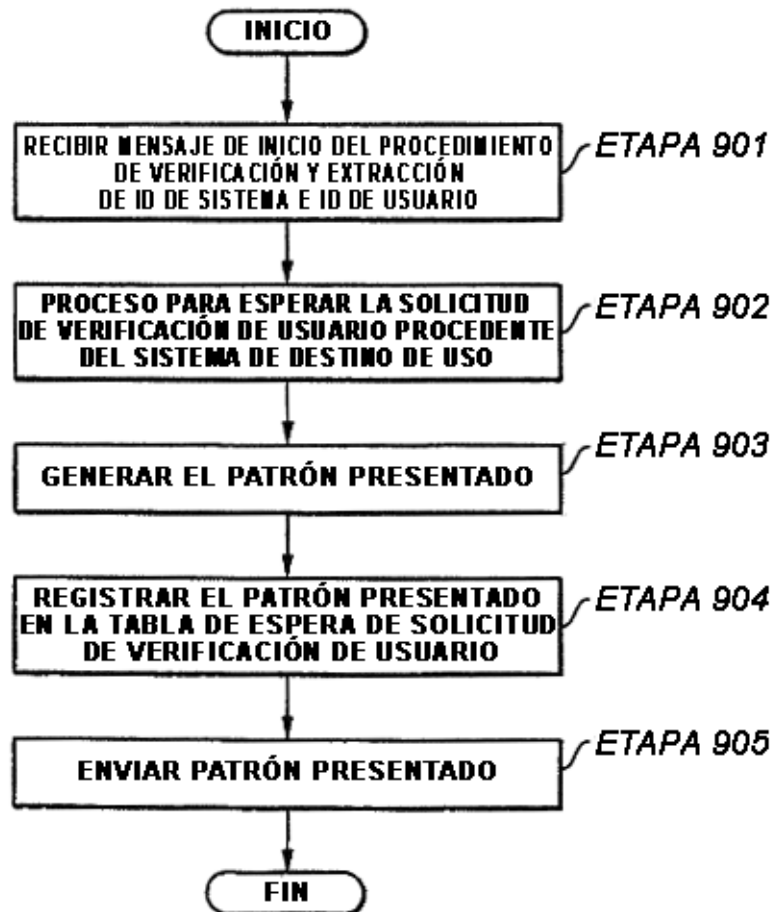 INICIO
RECIBIR MENSAJE DE INICIO DEL PROCEDIMIENTO
DE VERIFICACIÓN Y EXTRACCIÓN
DE ID DE SISTEMA E ID DE USUARIO
ETAPA 901
PROCESO PARA ESPERAR LA SOLICITUD
DE VERIFICACIÓN DE USUARIO PROCEDENTE
DEL SISTEMA DE DESTINO DE USO
ETAPA 902
GENERAR EL PATRÓN PRESENTADO
ETAPA 903
REGISTRAR EL PATRÓN PRESENTADO
EN LA TABLA DE ESPERA DE SOLICITUD
DE VERIFICACIÓN DE USUARIO
ETAPA 904
ENVIAR PATRÓN PRESENTADO
ETAPA 905
FIN